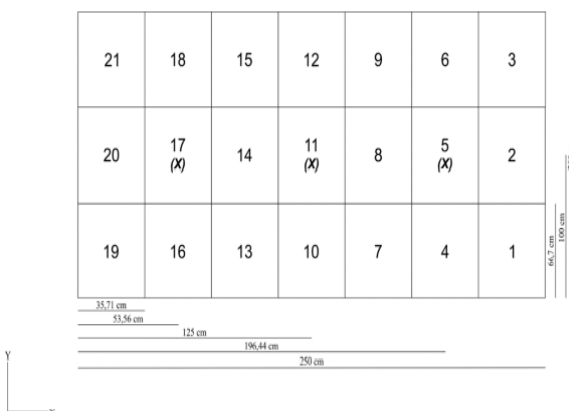 21 18 15 12 9 6 3
20 17 14 11 8 5 2
(X) (X) (X)
19 16 13 10 7 4 1
66,7 cm
100 cm
35,71 cm
53,56 cm
125 cm
196,44 cm
250 cm
Y